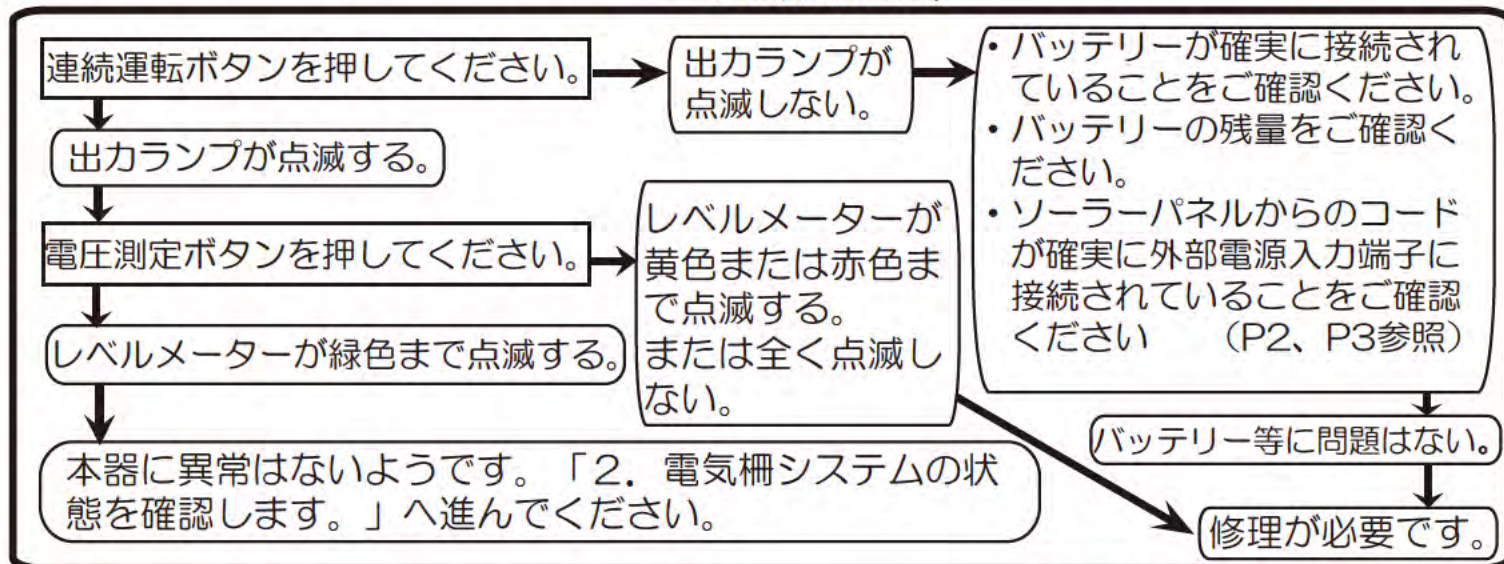 連続運転ボタンを押してください。
出力ランプが
点滅しない。
・バッテリーが確実に接続され
ていることをご確認ください。
・バッテリーの残量をご確認く
ださい。
・ソーラーパネルからのコード
が確実に外部電源入力端子に
接続されていることをご確認
ください　　（P2、P3参照）
出力ランプが点滅する。
電圧測定ボタンを押してください。
レベルメーターが
黄色または赤色ま
で点滅する。
または全く点滅し
ない。
レベルメーターが緑色まで点滅する。
バッテリー等に問題はない。
本器に異常はないようです。「２．電気柵システムの状
態を確認します。」へ進んでください。
修理が必要です。